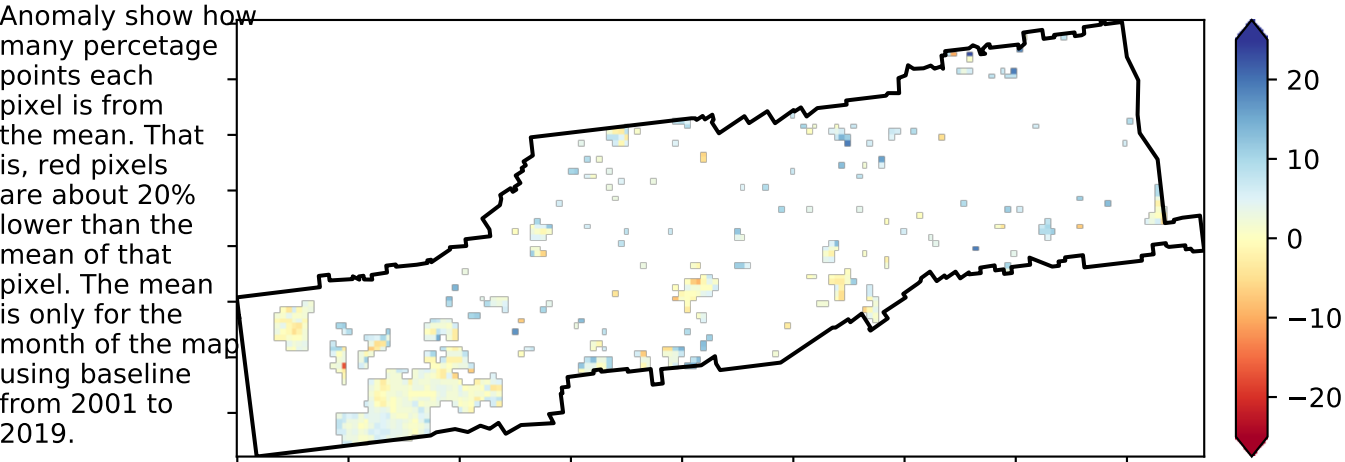 Anomaly show how
many percetage
points each
pixel is from
the mean. That
is, red pixels
are about 20%
lower than the
mean of that
pixel. The mean
is only for the
month of the map
using baseline
from 2001 to
2019.
20
10
0
−10
−20